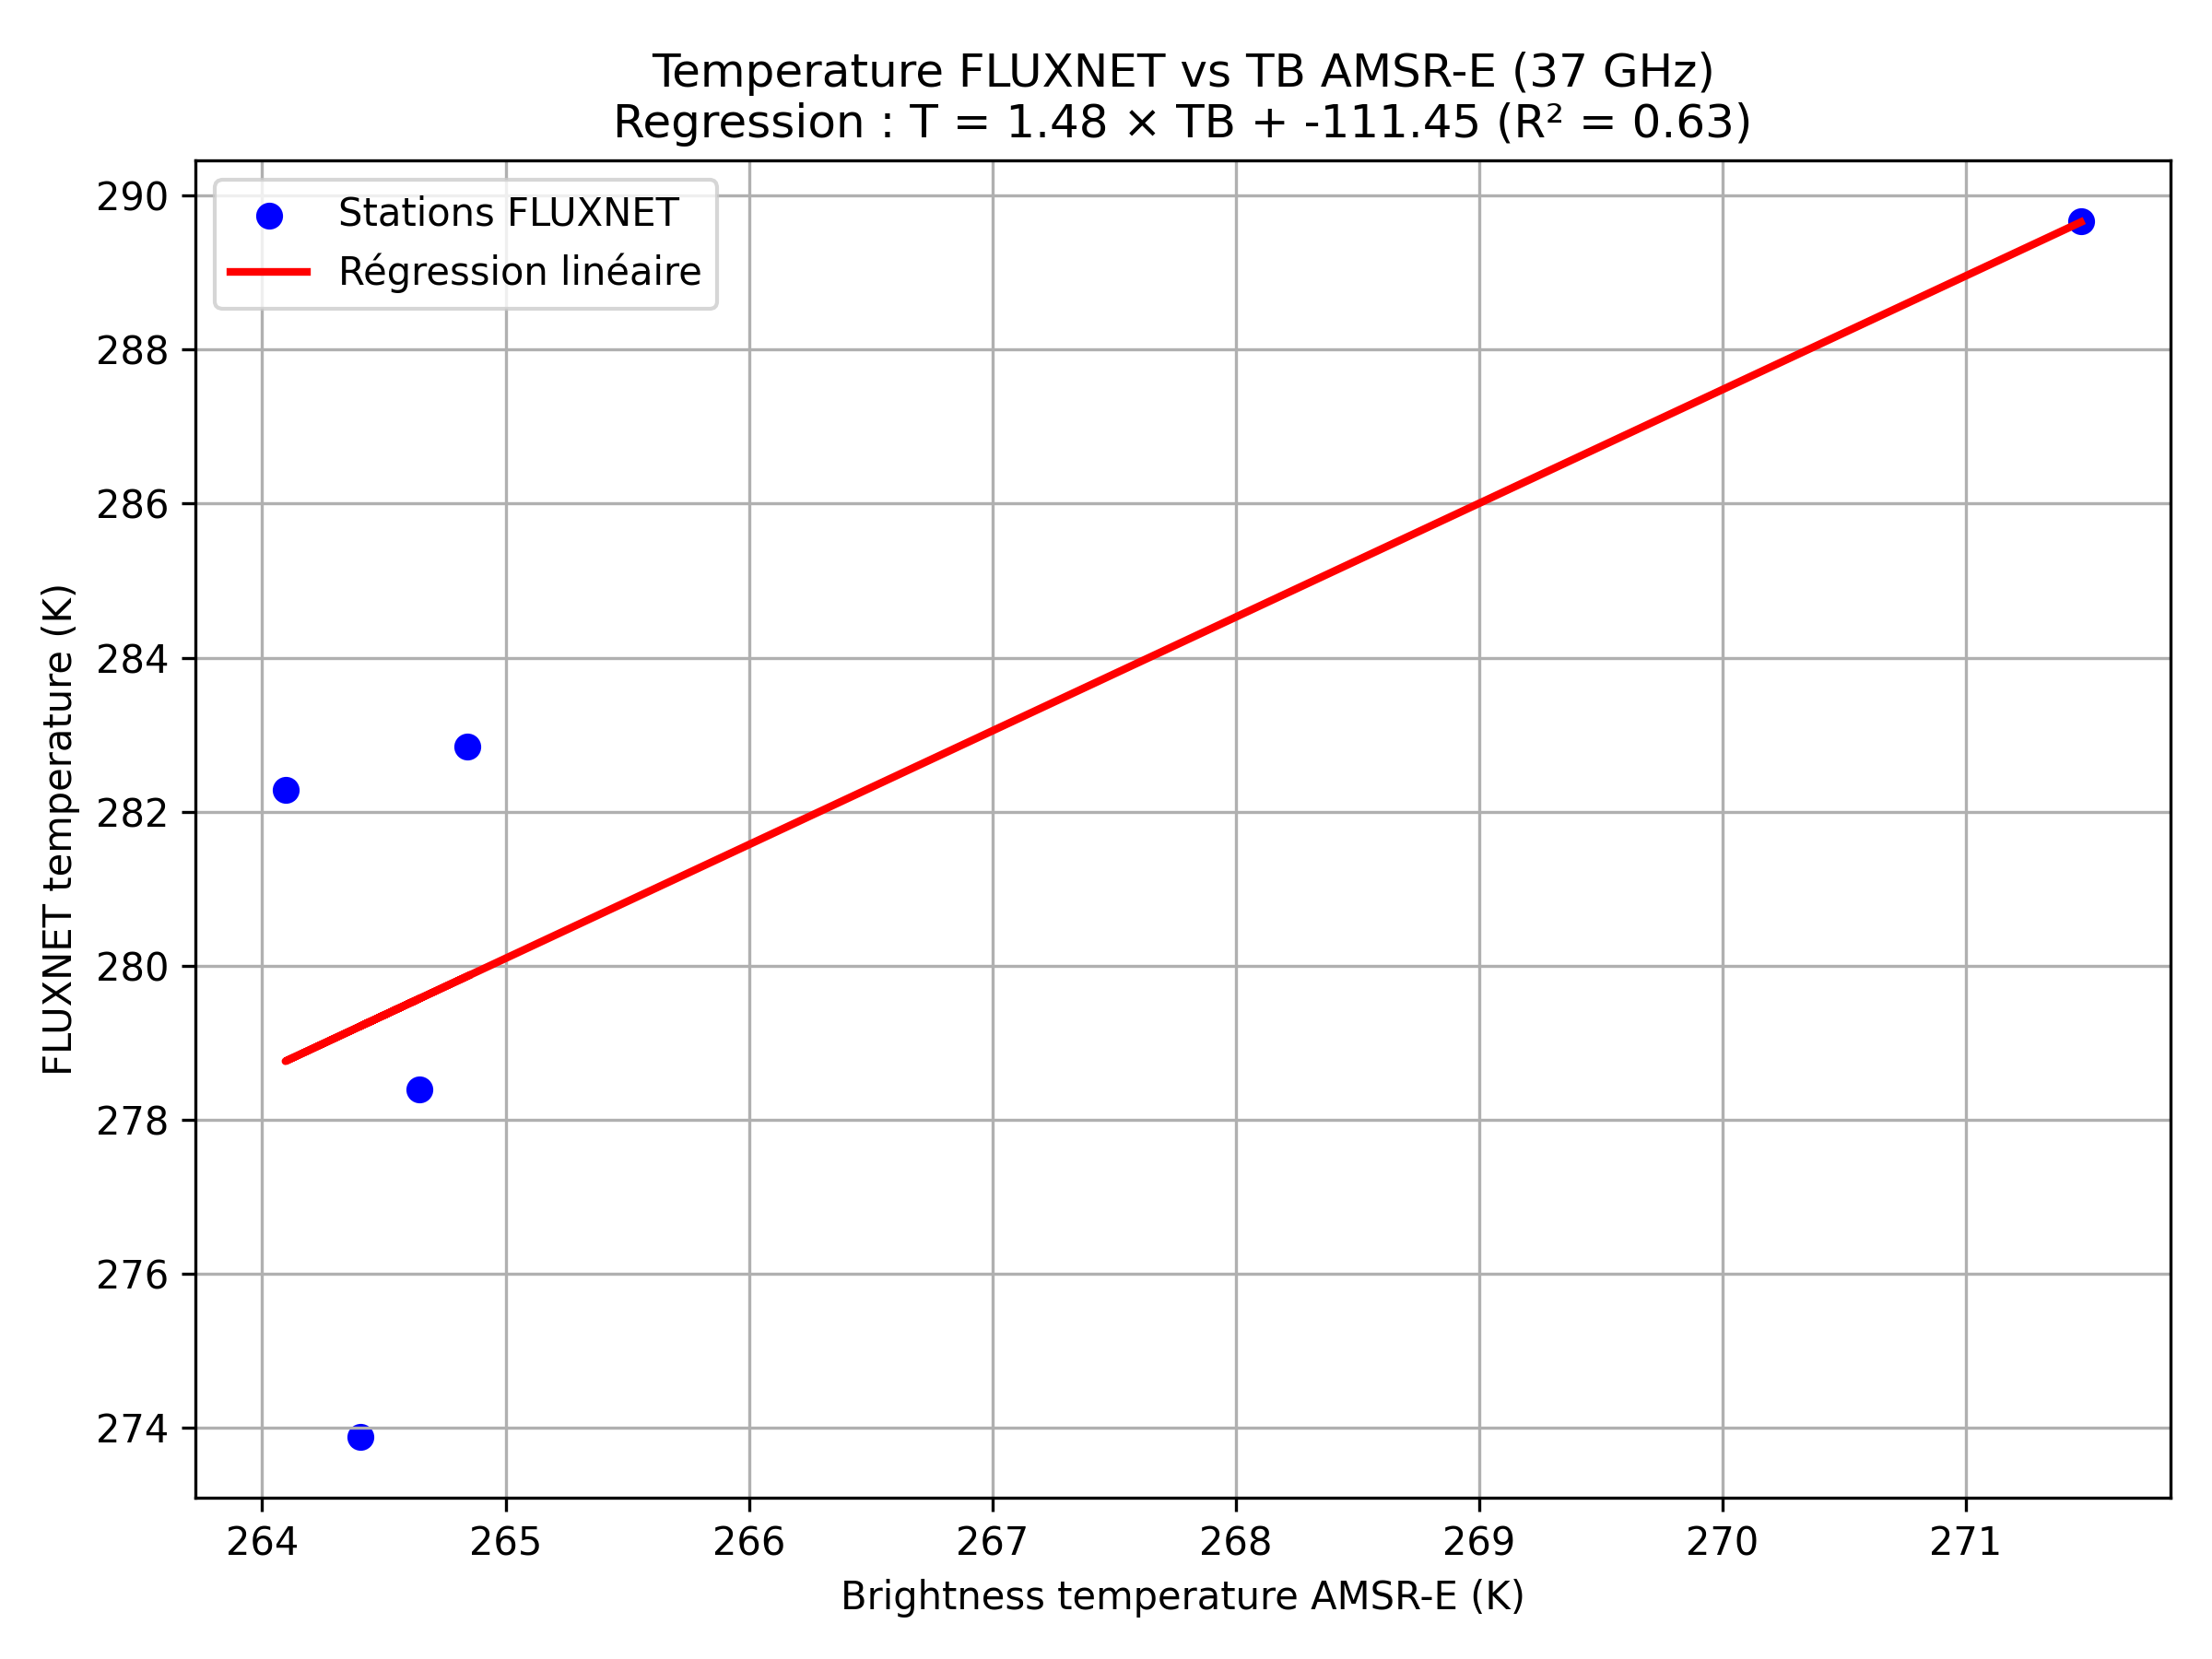 Temperature FLUXNET vs TB AMSR-E (37 GHz)
Regression : T = 1.48 × TB + -111.45 (R² = 0.63)
Stations FLUXNET
Régression linéaire
290
288
286
284
282
280
278
276
274
FLUXNET temperature (K)
264 265 266 267 268 269 270 271
Brightness temperature AMSR-E (K)